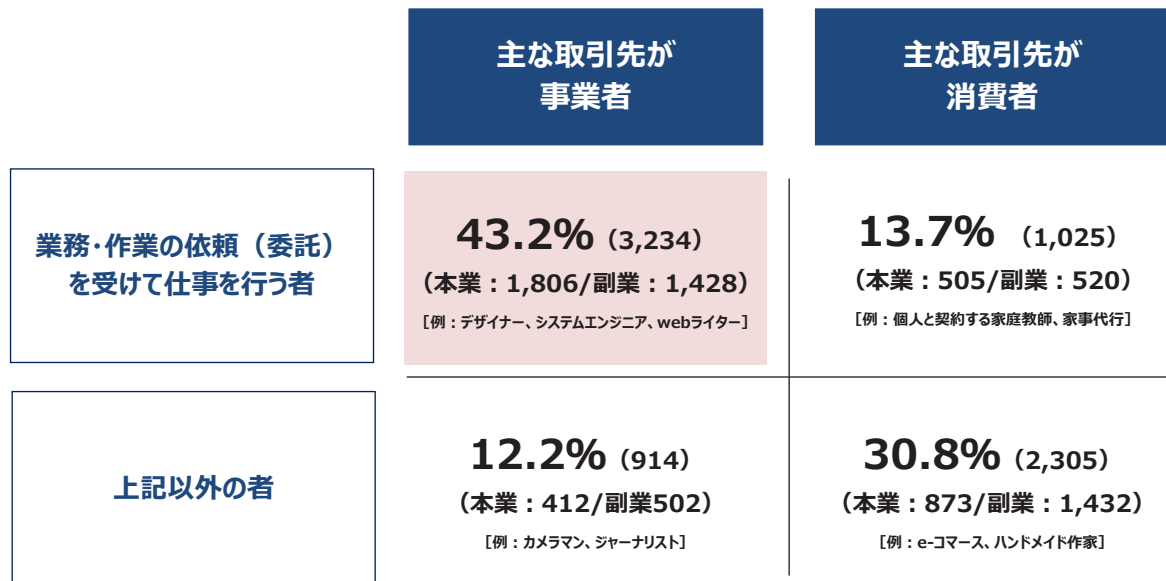 主な取引先が
事業者
主な取引先が
消費者
業務・作業の依頼（委託）
を受けて仕事を行う者
43.2%（3,234）
（本業：1,806/副業：1,428）
［例：デザイナー、システムエンジニア、webライター］
13.7% （1,025）
（本業：505/副業：520）
［例：個人と契約する家庭教師、家事代行］
上記以外の者
12.2%（914）
（本業：412/副業502）
［例：カメラマン、ジャーナリスト］
30.8%（2,305）
（本業：873/副業：1,432）
［例：e-コマース、ハンドメイド作家］